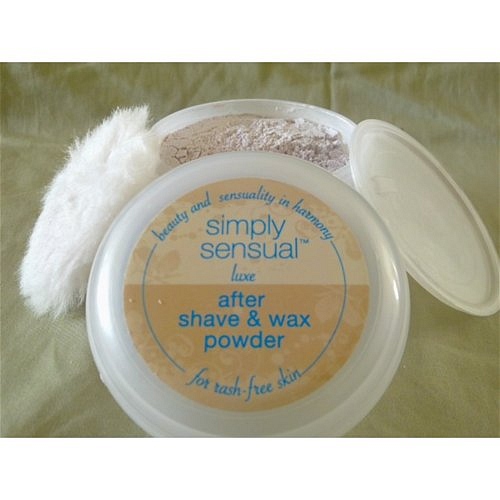 beauty and sensuality in harmony
simply
sensual™
luxe
after
shave & wax
powder
for rash-free skin